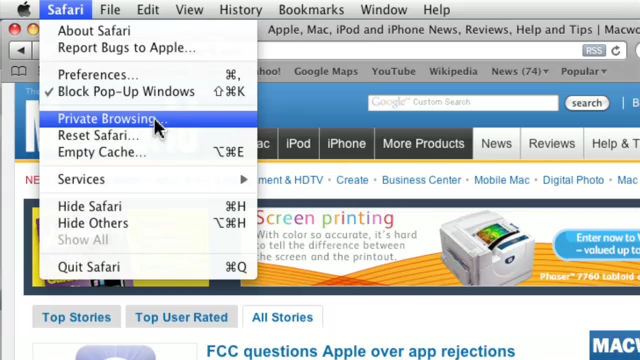 Safari File Edit View History Bookmarks Window Help
Apple, Mac, iPod and iPhone News, Reviews, Help and Tips | Macwo
RSS
About Safari
Report Bugs to Apple...
Preferences... ⌘,
✓ Block Pop-Up Windows ⇧⌘K
Private Browsing...
Reset Safari...
Empty Cache... ⌥⌘E
Services
Hide Safari ⌘H
Hide Others ⌥⌘H
Show All
Quit Safari ⌘Q
Google Maps YouTube Wikipedia News (74) Popular
Google Custom Search
search
iPod iPhone More Products News Reviews Help & T
Create Business Center Mobile Mac Digital Photo Mac
Screen printing
With color so accurate, it's hard
to tell the difference between
the screen and the printout.
Enter now to
– valued up to
Phaser® 7760 tabloid
Top Stories Top User Rated All Stories
FCC questions Apple over app rejections
MACW